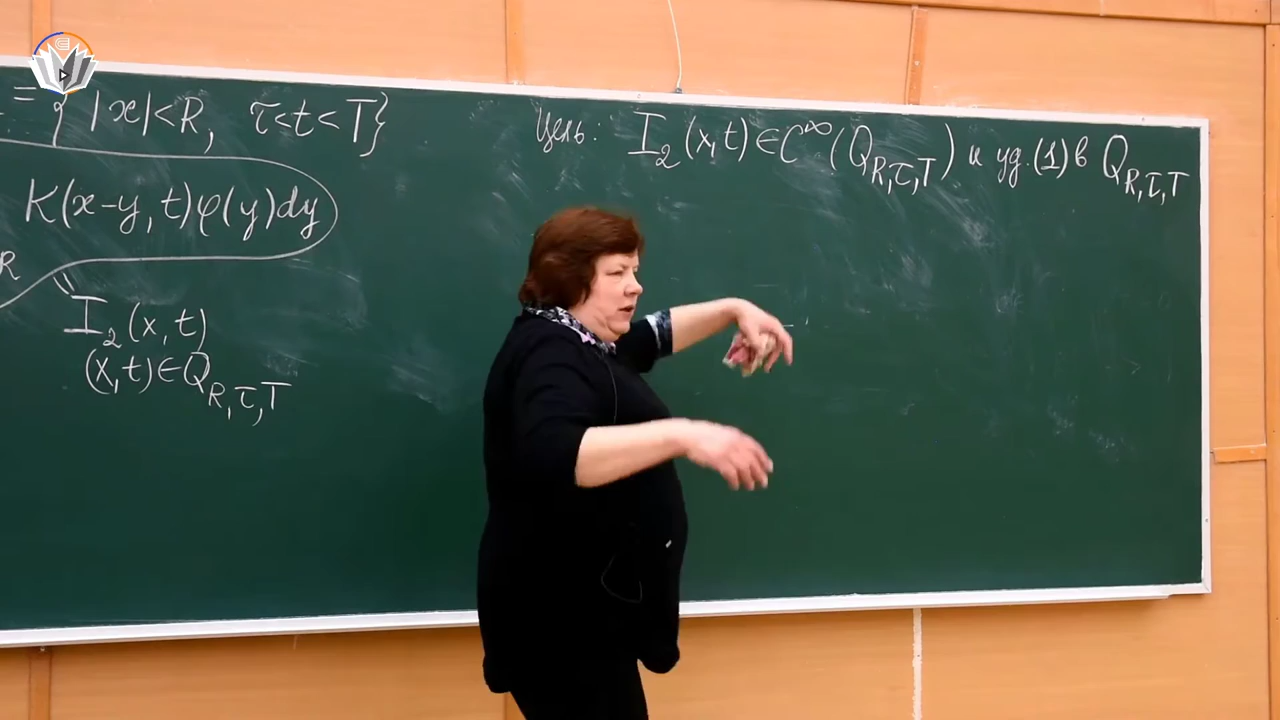 = { |x|<R, τ<t<T}
K(x-y, t)φ(y)dy
R
I₂(x, t)
(x,t)∈Q_{R,τ,T}
Цель: I₂(x,t)∈C^∞(Q_{R,τ,T}) и уд.(1) в Q_{R,τ,T}